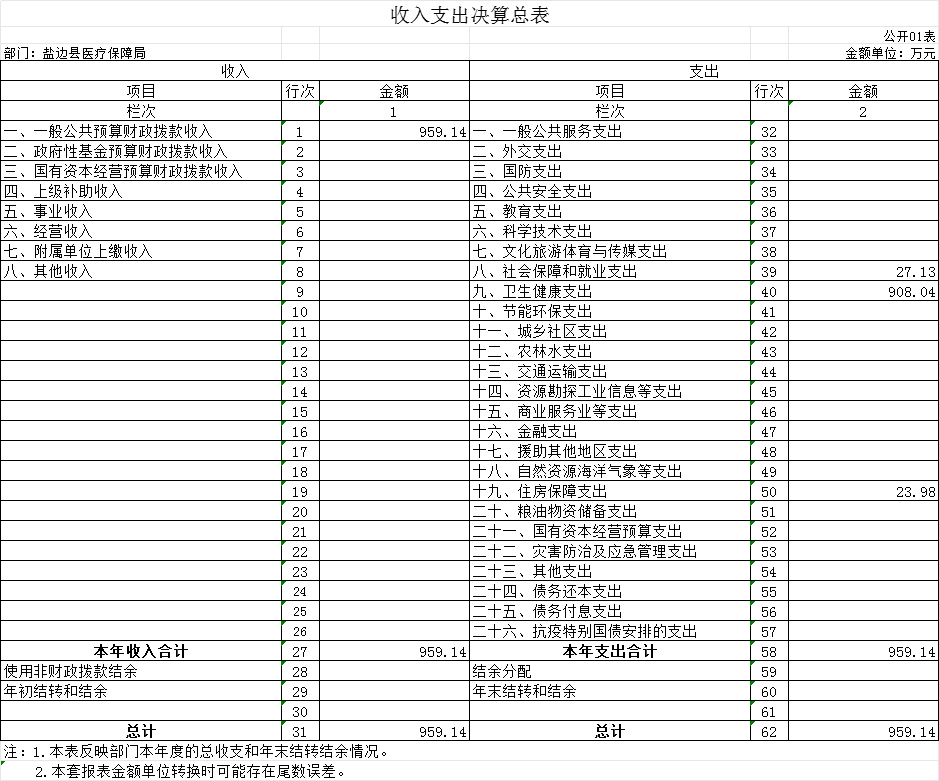 收入支出决算总表
公开01表
部门：盐边县医疗保障局 金额单位：万元
收入 支出
项目 行次 金额 项目 行次 金额
栏次 1 栏次 2
一、一般公共预算财政拨款收入 1 959.14 一、一般公共服务支出 32
二、政府性基金预算财政拨款收入 2 二、外交支出 33
三、国有资本经营预算财政拨款收入 3 三、国防支出 34
四、上级补助收入 4 四、公共安全支出 35
五、事业收入 5 五、教育支出 36
六、经营收入 6 六、科学技术支出 37
七、附属单位上缴收入 7 七、文化旅游体育与传媒支出 38
八、其他收入 8 八、社会保障和就业支出 39 27.13
9 九、卫生健康支出 40 908.04
10 十、节能环保支出 41
11 十一、城乡社区支出 42
12 十二、农林水支出 43
13 十三、交通运输支出 44
14 十四、资源勘探工业信息等支出 45
15 十五、商业服务业等支出 46
16 十六、金融支出 47
17 十七、援助其他地区支出 48
18 十八、自然资源海洋气象等支出 49
19 十九、住房保障支出 50 23.98
20 二十、粮油物资储备支出 51
21 二十一、国有资本经营预算支出 52
22 二十二、灾害防治及应急管理支出 53
23 二十三、其他支出 54
24 二十四、债务还本支出 55
25 二十五、债务付息支出 56
26 二十六、抗疫特别国债安排的支出 57
本年收入合计 27 959.14 本年支出合计 58 959.14
使用非财政拨款结余 28 结余分配 59
年初结转和结余 29 年末结转和结余 60
30 61
总计 31 959.14 总计 62 959.14
注：1.本表反映部门本年度的总收支和年末结转结余情况。
2.本套报表金额单位转换时可能存在尾数误差。